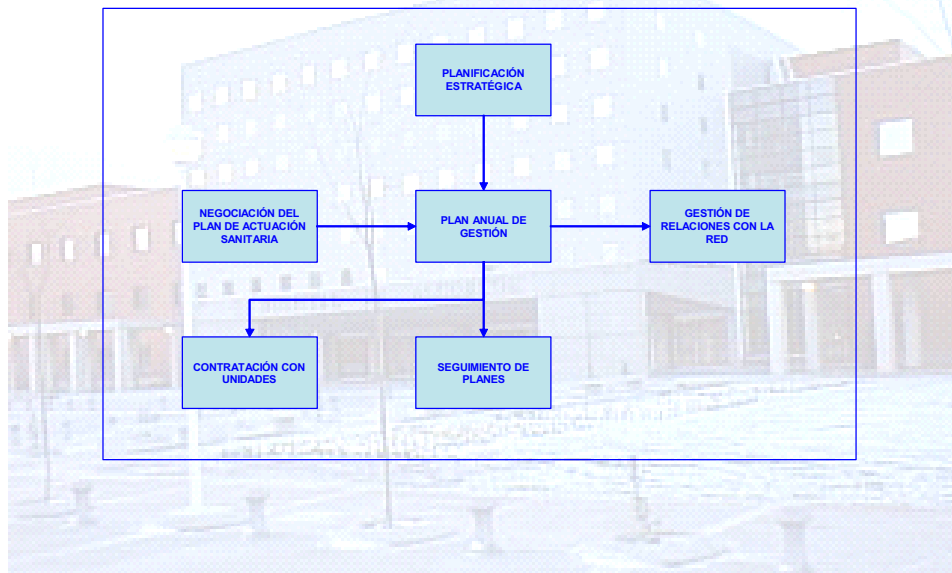 PLANIFICACIÓN
ESTRATÉGICA
NEGOCIACIÓN DEL
PLAN DE ACTUACIÓN
SANITARIA
PLAN ANUAL DE
GESTIÓN
GESTIÓN DE
RELACIONES CON LA
RED
CONTRATACIÓN CON
UNIDADES
SEGUIMIENTO DE
PLANES